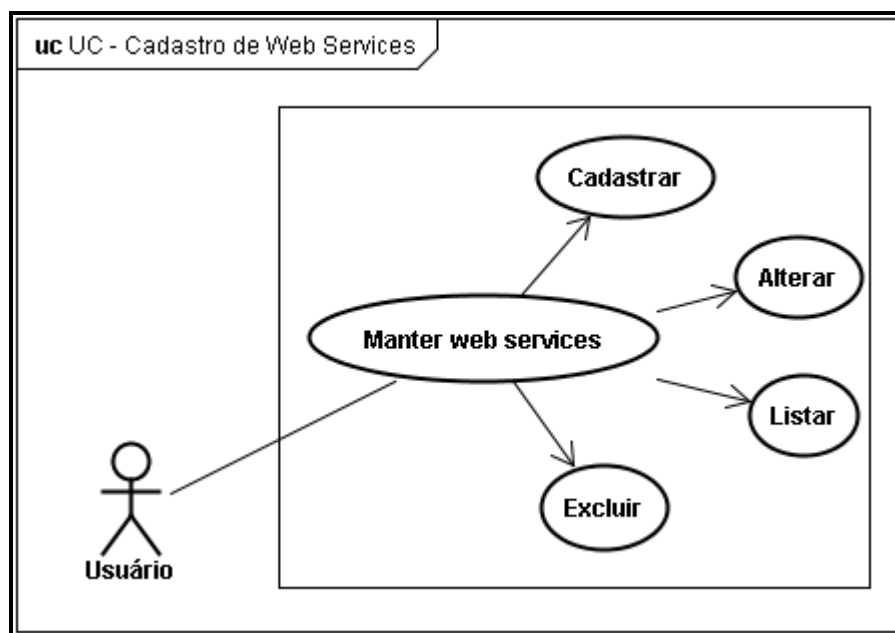 uc UC - Cadastro de Web Services
Cadastrar
Alterar
Manter web services
Listar
Excluir
Usuário